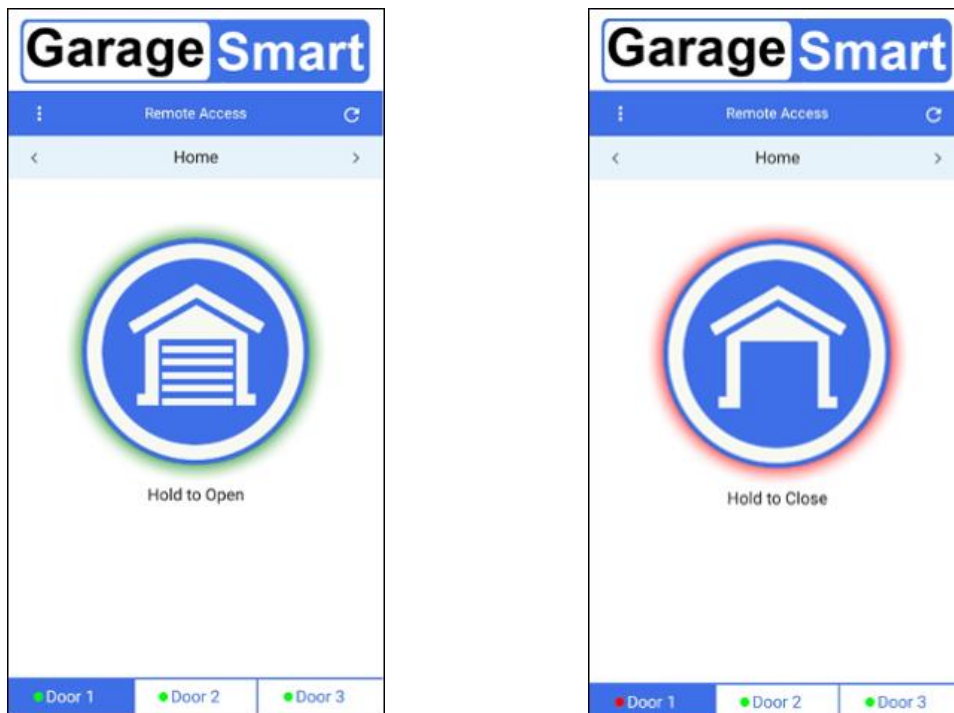 Garage Smart
Remote Access
Home
Hold to Open
Door 1 Door 2 Door 3
Garage Smart
Remote Access
Home
Hold to Close
Door 1 Door 2 Door 3